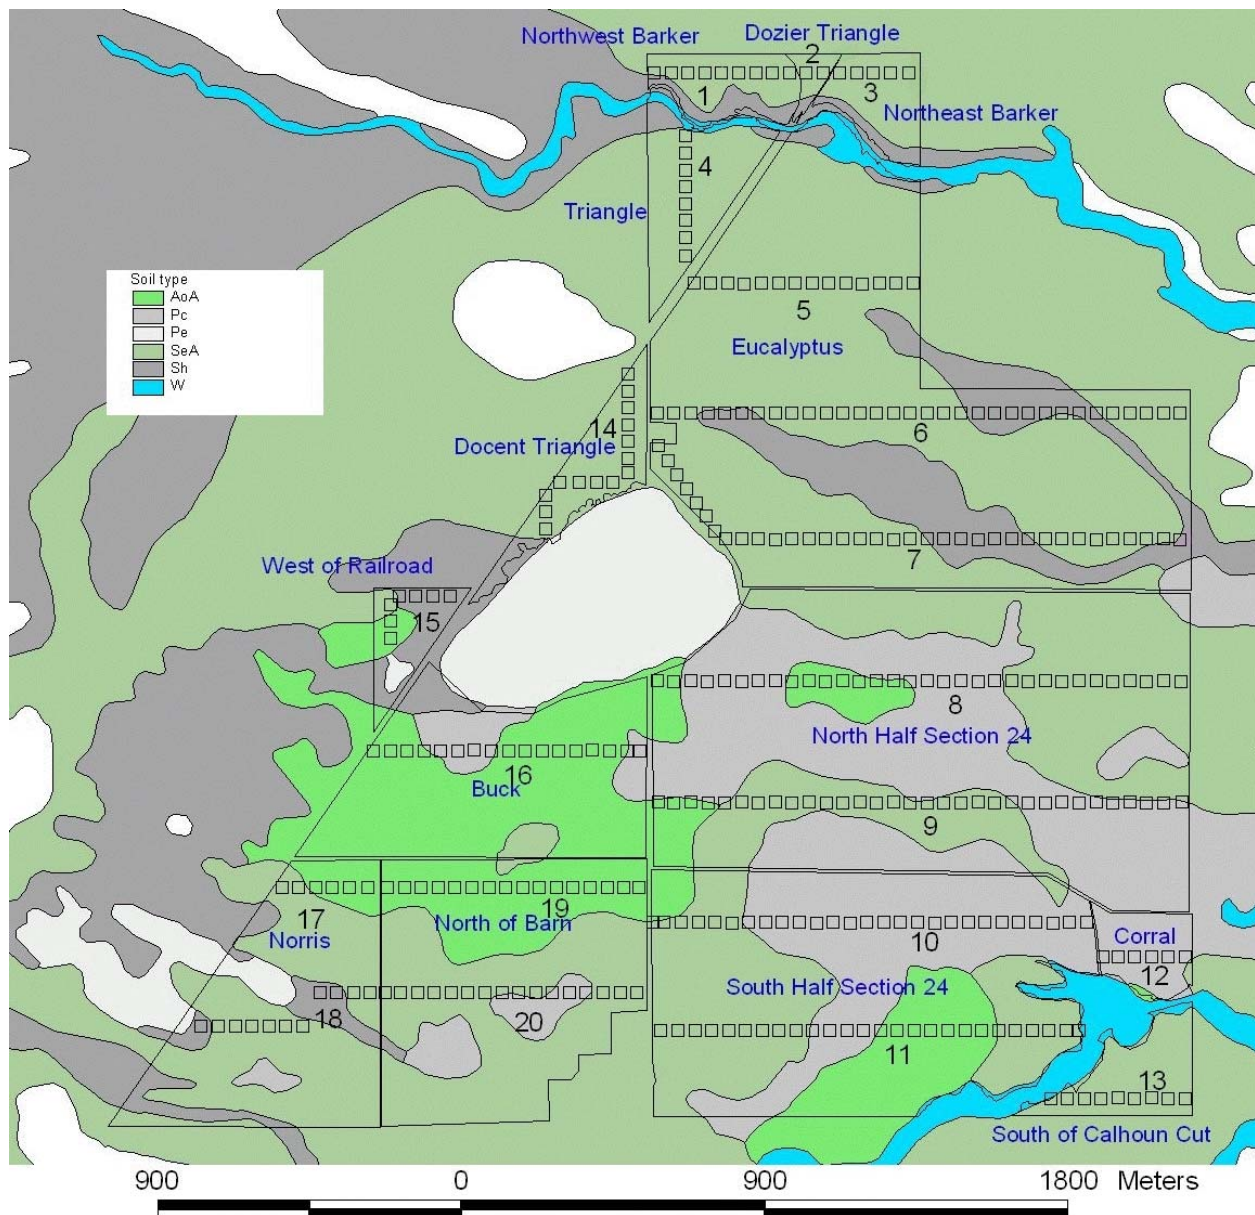 Northwest Barker
Dozier Triangle
2
1
3
Northeast Barker
4
Triangle
Soil type
AoA
Pc
Pe
SeA
Sh
W
5
Eucalyptus
6
14
Docent Triangle
7
West of Railroad
15
8
North Half Section 24
16
Buck
9
17
19
North of Barn
Norris
10
Corral
12
South Half Section 24
18
20
11
13
South of Calhoun Cut
900 0 900 1800 Meters